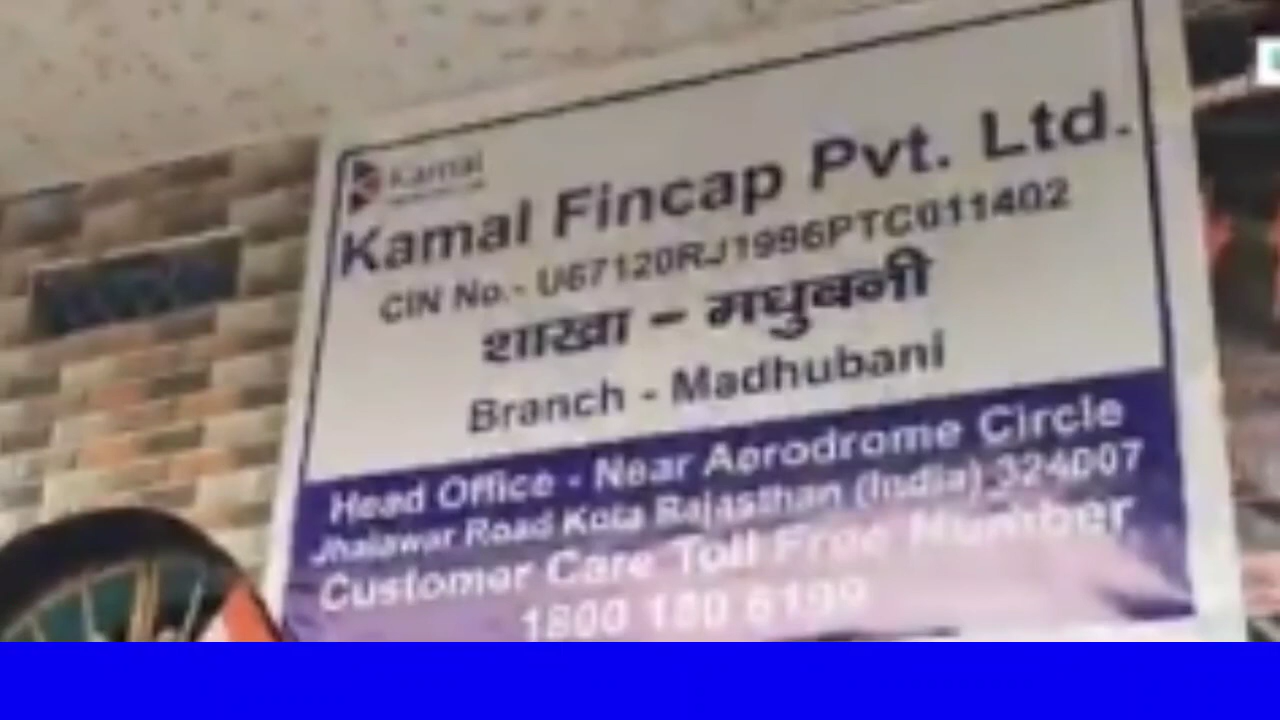 Kamal
Kamal Fincap Pvt. Ltd.
CIN No.- U67120RJ1996PTC011402
शाखा - मधुबनी
Branch - Madhubani
Head Office - Near Aerodrome Circle
Jhalawar Road Kota Rajasthan (India) 324007
Customer Care Toll Free Number
1800 180 6199